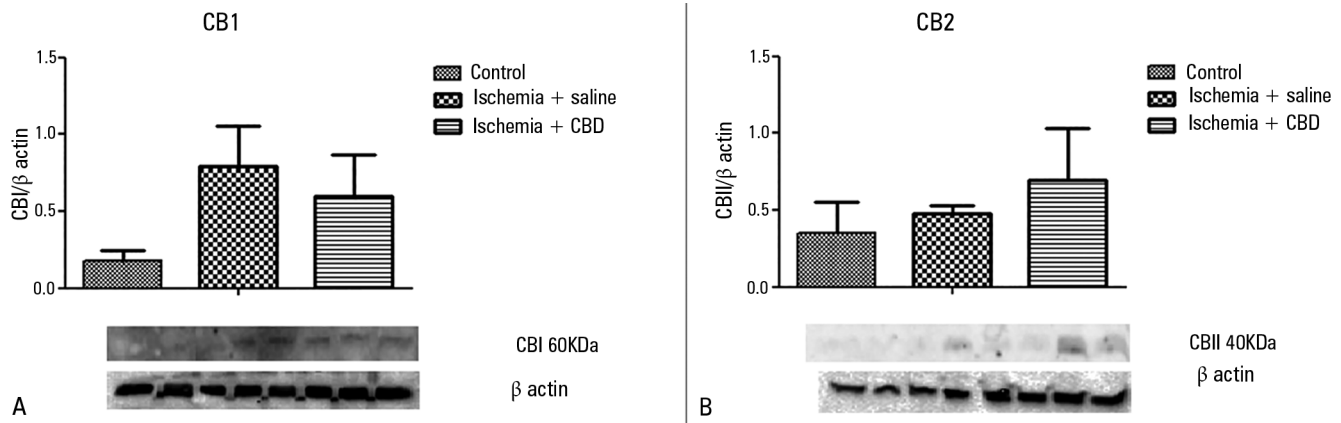 CB1
1.5
1.0
0.5
0.0
CBI/β actin
Control
Ischemia + saline
Ischemia + CBD
CBI 60KDa
β actin
A
CB2
1.5
1.0
0.5
0.0
CBII/β actin
Control
Ischemia + saline
Ischemia + CBD
CBII 40KDa
β actin
B